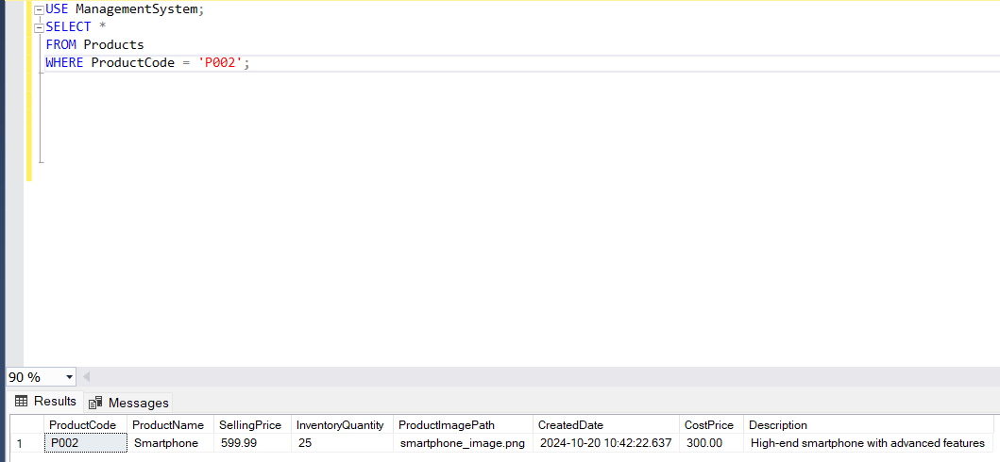 USE ManagementSystem;
SELECT *
FROM Products
WHERE ProductCode = 'P002';
90 %
Results Messages
ProductCode ProductName SellingPrice InventoryQuantity ProductImagePath CreatedDate CostPrice Description
1 P002 Smartphone 599.99 25 smartphone_image.png 2024-10-20 10:42:22.637 300.00 High-end smartphone with advanced features